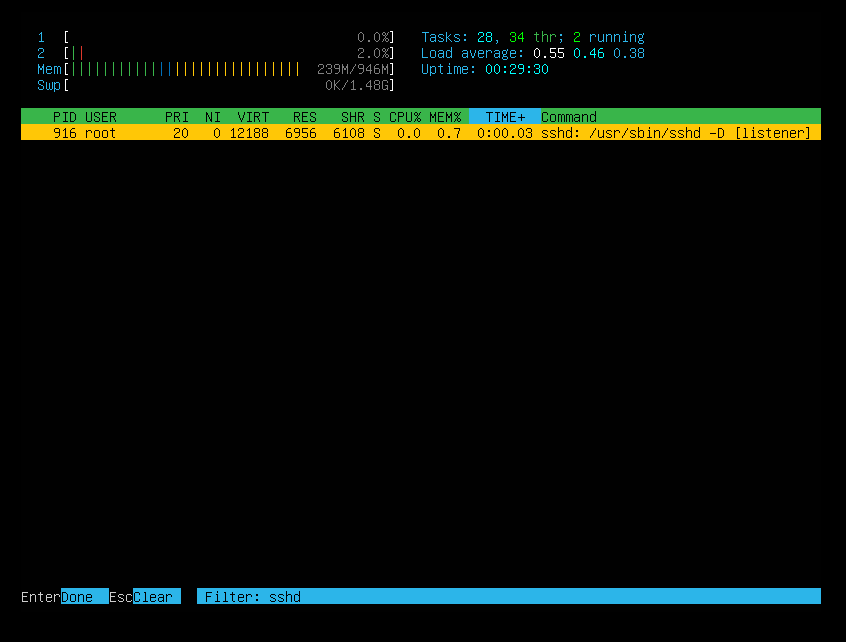 1 [ 0.0%] Tasks: 28, 34 thr; 2 running
2 [|| 2.0%] Load average: 0.55 0.46 0.38
Mem[||||||||||||||||||||||||||||| 239M/946M] Uptime: 00:29:30
Swp[ 0K/1.48G]
PID USER PRI NI VIRT RES SHR S CPU% MEM% TIME+ Command
916 root 20 0 12188 6956 6108 S 0.0 0.7 0:00.03 sshd: /usr/sbin/sshd -D [listener]
EnterDone EscClear Filter: sshd